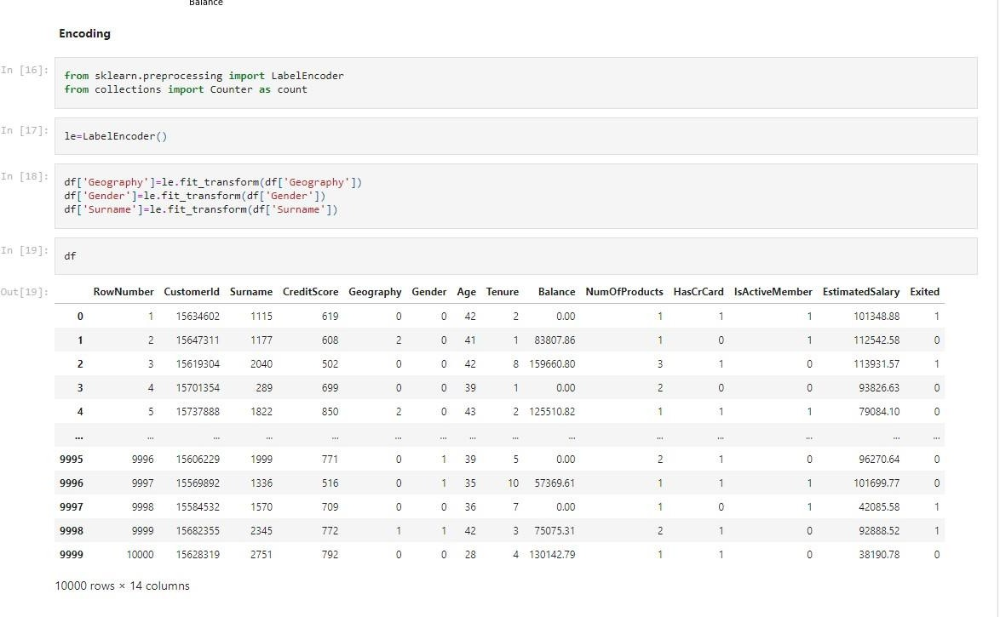 Balance
Encoding
In [16]:
from sklearn.preprocessing import LabelEncoder
from collections import Counter as count
In [17]:
le=LabelEncoder()
In [18]:
df['Geography']=le.fit_transform(df['Geography'])
df['Gender']=le.fit_transform(df['Gender'])
df['Surname']=le.fit_transform(df['Surname'])
In [19]:
df
Out[19]:
RowNumber CustomerId Surname CreditScore Geography Gender Age Tenure Balance NumOfProducts HasCrCard IsActiveMember EstimatedSalary Exited
0 1 15634602 1115 619 0 0 42 2 0.00 1 1 1 101348.88 1
1 2 15647311 1177 608 2 0 41 1 83807.86 1 0 1 112542.58 0
2 3 15619304 2040 502 0 0 42 8 159660.80 3 1 0 113931.57 1
3 4 15701354 289 699 0 0 39 1 0.00 2 0 0 93826.63 0
4 5 15737888 1822 850 2 0 43 2 125510.82 1 1 1 79084.10 0
... ... ... ... ... ... ... ... ... ... ... ... ... ... ...
9995 9996 15606229 1999 771 0 1 39 5 0.00 2 1 0 96270.64 0
9996 9997 15569892 1336 516 0 1 35 10 57369.61 1 1 1 101699.77 0
9997 9998 15584532 1570 709 0 0 36 7 0.00 1 0 1 42085.58 1
9998 9999 15682355 2345 772 1 1 42 3 75075.31 2 1 0 92888.52 1
9999 10000 15628319 2751 792 0 0 28 4 130142.79 1 1 0 38190.78 0
10000 rows × 14 columns